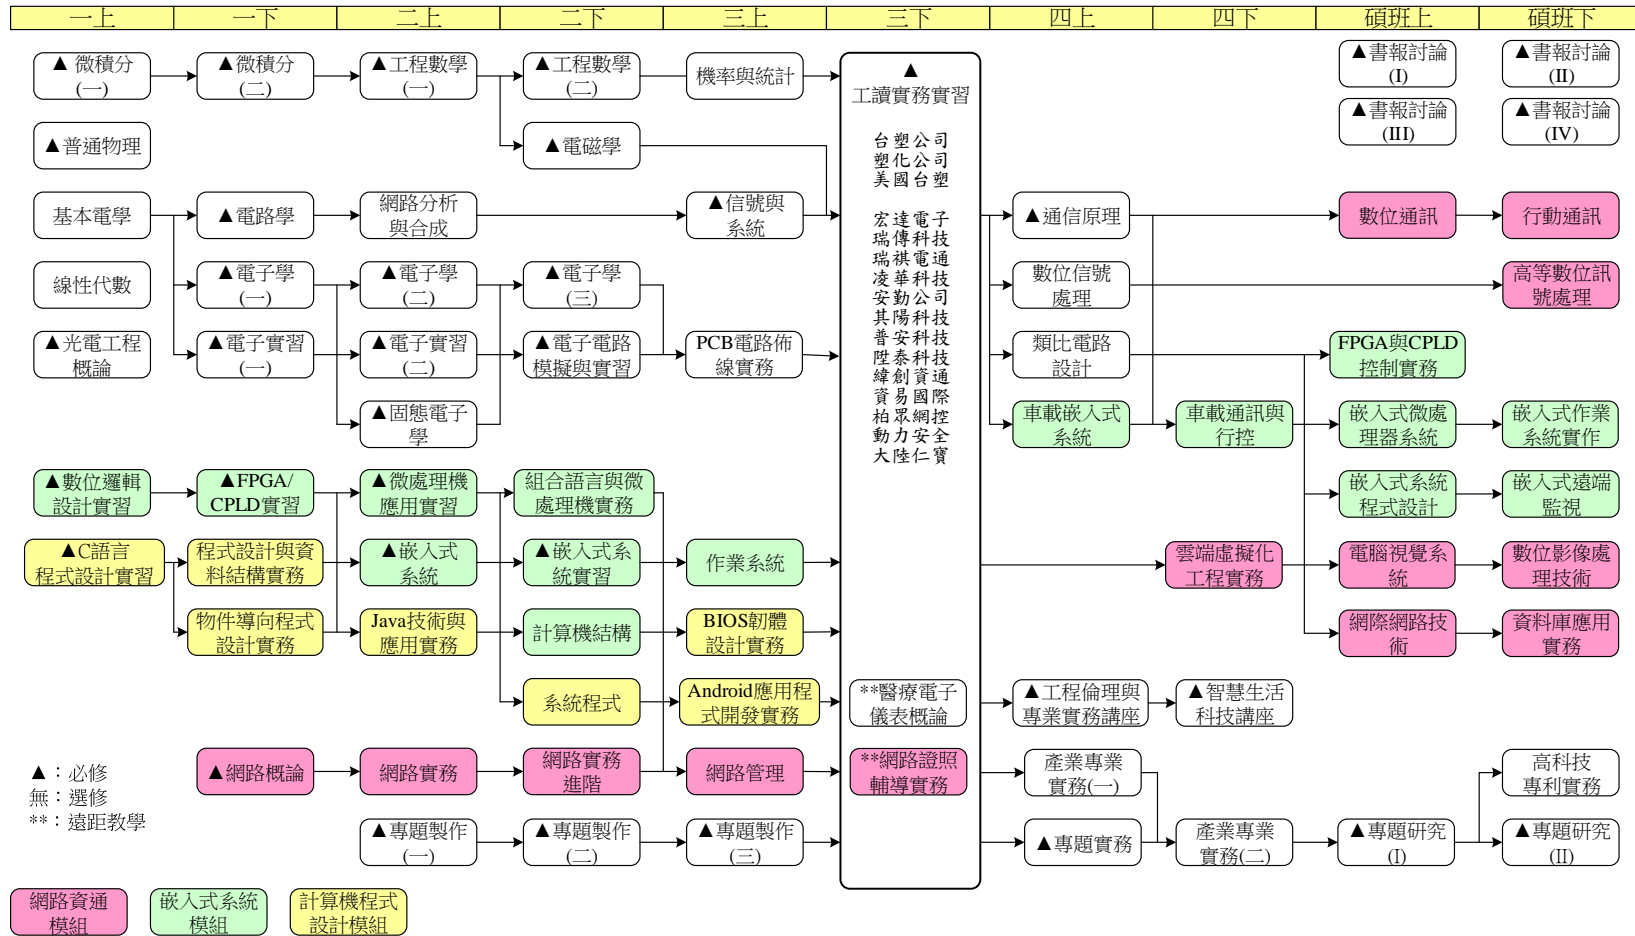 一上
一下
二上
二下
三上
三下
四上
四下
碩班上
碩班下
▲ 微積分
(一)
▲微積分
(二)
▲工程數學
(一)
▲工程數學
(二)
機率與統計
▲
工讀實務實習
▲書報討論
(I)
▲書報討論
(II)
▲普通物理
▲電磁學
▲書報討論
(III)
▲書報討論
(IV)
台塑公司
塑化公司
美國台塑
宏達電子
瑞傳科技
瑞祺電通
凌華科技
安勤公司
其陽科技
普安科技
陞泰科技
緯創資通
資易國際
柏眾網控
動力安全
大陸仁寶
基本電學
▲電路學
網路分析
與合成
▲信號與
系統
▲通信原理
數位通訊
行動通訊
線性代數
▲電子學
(一)
▲電子學
(二)
▲電子學
(三)
數位信號
處理
高等數位訊
號處理
▲光電工程
概論
▲電子實習
(一)
▲電子實習
(二)
▲電子電路
模擬與實習
PCB電路佈
線實務
類比電路
設計
FPGA與CPLD
控制實務
▲固態電子
學
車載嵌入式
系統
車載通訊與
行控
嵌入式微處
理器系統
嵌入式作業
系統實作
▲數位邏輯
設計實習
▲FPGA/
CPLD實習
▲微處理機
應用實習
組合語言與微
處理機實務
嵌入式系統
程式設計
嵌入式遠端
監視
▲C語言
程式設計實習
程式設計與資
料結構實務
▲嵌入式
系統
▲嵌入式系
統實習
作業系統
雲端虛擬化
工程實務
電腦視覺系
統
數位影像處
理技術
物件導向程式
設計實務
Java技術與
應用實務
計算機結構
BIOS韌體
設計實務
網際網路技
術
資料庫應用
實務
系統程式
Android應用程
式開發實務
**醫療電子
儀表概論
▲工程倫理與
專業實務講座
▲智慧生活
科技講座
▲網路概論
網路實務
網路實務
進階
網路管理
**網路證照
輔導實務
產業專業
實務(一)
高科技
專利實務
▲：必修
無：選修
**：遠距教學
▲專題製作
(一)
▲專題製作
(二)
▲專題製作
(三)
▲專題實務
產業專業
實務(二)
▲專題研究
(I)
▲專題研究
(II)
網路資通
模組
嵌入式系統
模組
計算機程式
設計模組